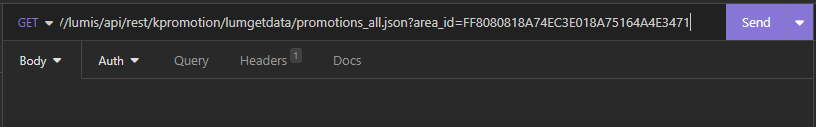 GET //lumis/api/rest/kpromotion/lumgetdata/promotions_all.json?area_id=FF8080818A74EC3E018A75164A4E3471 Send
Body Auth Query Headers 1 Docs